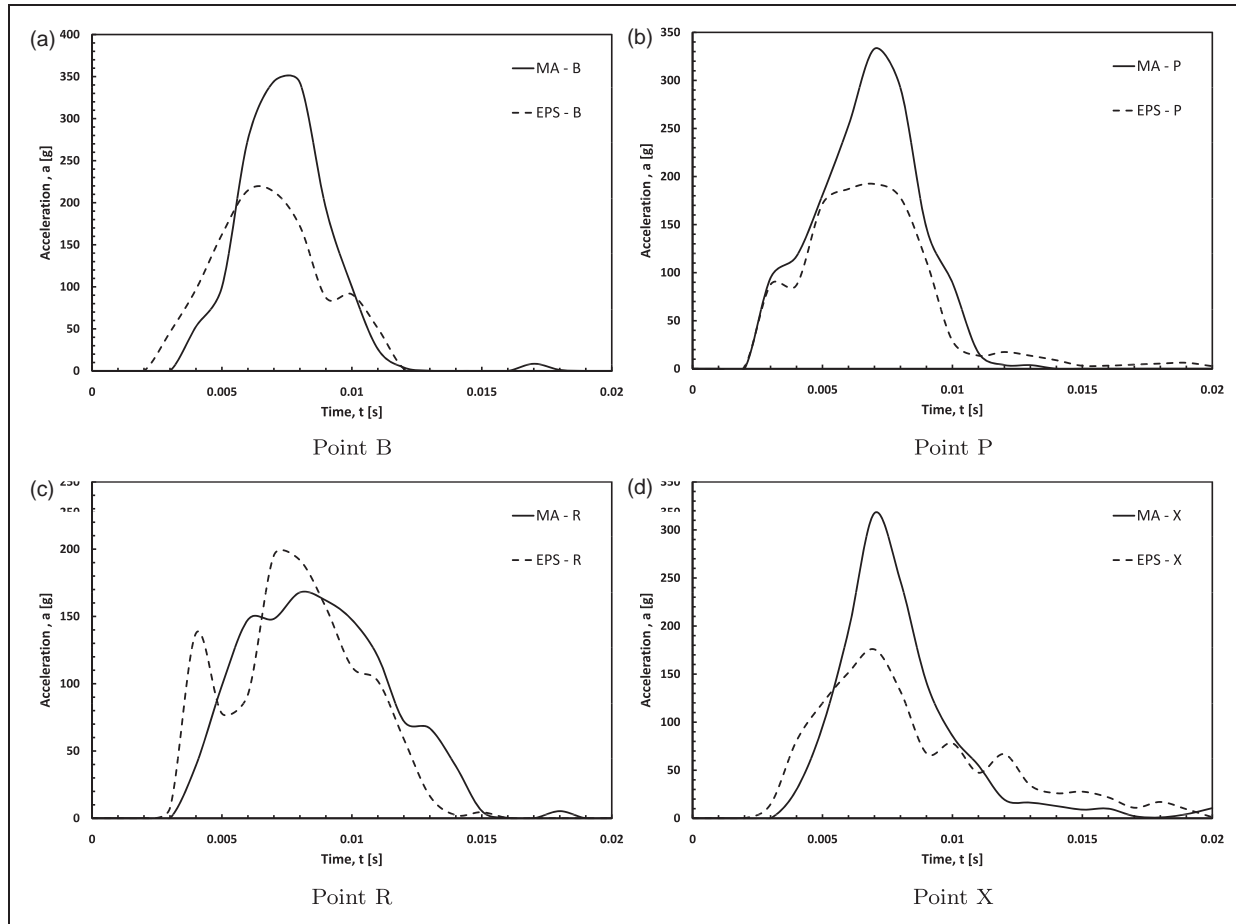 (a)
400
350
300
250
200
150
100
50
0
Acceleration , a [g]
MA - B
EPS - B
0 0.005 0.01 0.015 0.02
Time, t [s]
Point B
(b)
350
300
250
200
150
100
50
0
Acceleration , a [g]
MA - P
EPS - P
0 0.005 0.01 0.015 0.02
Time, t [s]
Point P
(c)
250
200
150
100
50
0
Acceleration, a [g]
MA - R
EPS - R
0 0.005 0.01 0.015 0.02
Time, t [s]
Point R
(d)
350
300
250
200
150
100
50
0
Acceleration , a [g]
MA - X
EPS - X
0 0.005 0.01 0.015 0.02
Time, t [s]
Point X